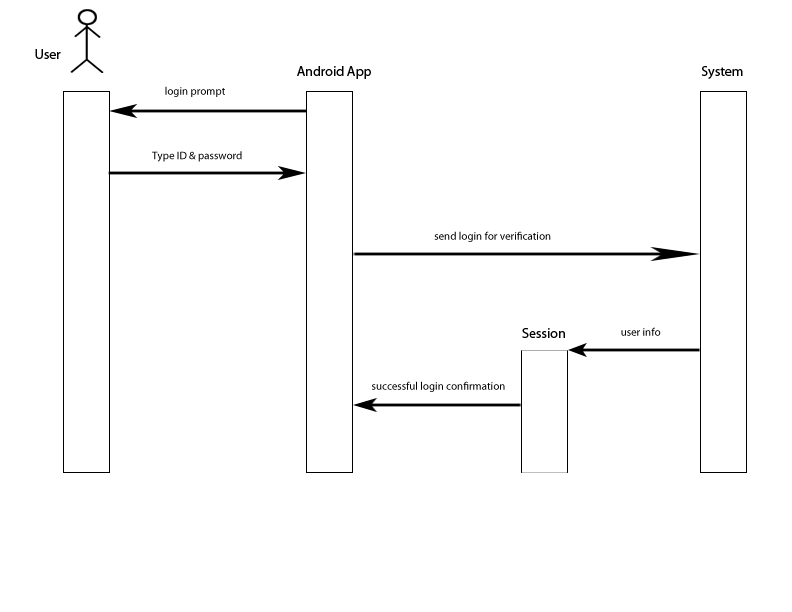 User
Android App
System
login prompt
Type ID & password
send login for verification
Session
user info
successful login confirmation